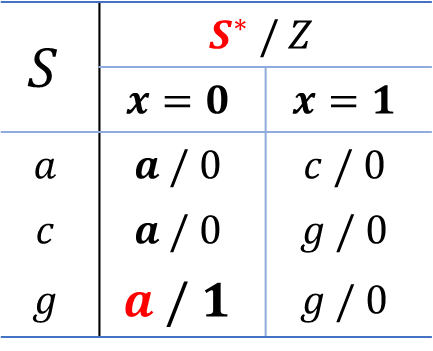 S
S* / Z
x = 0 x = 1
a a / 0 c / 0
c a / 0 g / 0
g a / 1 g / 0